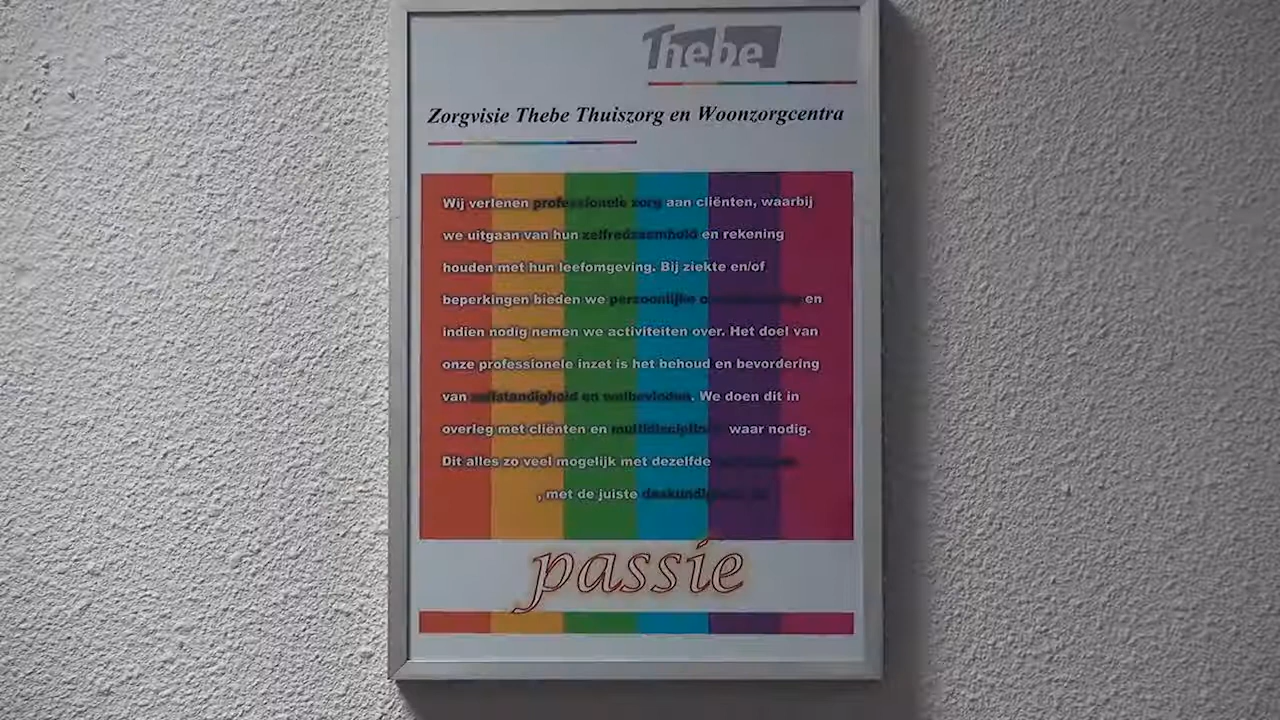 Thebe
Zorgvisie Thebe Thuiszorg en Woonzorgcentra
Wij verlenen professionele zorg aan cliënten, waarbij
we uitgaan van hun zelfredzaamheid en rekening
houden met hun leefomgeving. Bij ziekte en/of
beperkingen bieden we persoonlijke en
indien nodig nemen we activiteiten over. Het doel van
onze professionele inzet is het behoud en bevordering
van zelfstandigheid en welbevinden. We doen dit in
overleg met cliënten en waar nodig.
Dit alles zo veel mogelijk met dezelfde
, met de juiste
passie